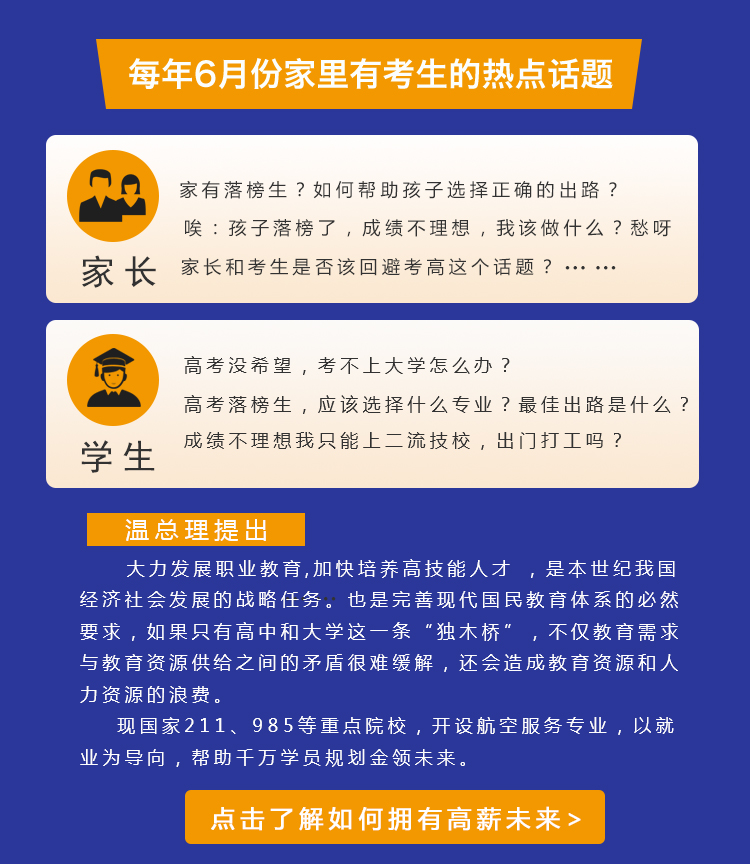 每年6月份家里有考生的热点话题
家有落榜生？如何帮助孩子选择正确的出路？
唉：孩子落榜了，成绩不理想，我该做什么？愁呀
家长和考生是否该回避考高这个话题？••• •••
家长
高考没希望，考不上大学怎么办？
高考落榜生，应该选择什么专业？最佳出路是什么？
成绩不理想我只能上二流技校，出门打工吗？
学生
温总理提出
大力发展职业教育,加快培养高技能人才 ，是本世纪我国
经济社会发展的战略任务。也是完善现代国民教育体系的必然
要求，如果只有高中和大学这一条“独木桥”，不仅教育需求
与教育资源供给之间的矛盾很难缓解，还会造成教育资源和人
力资源的浪费。
现国家211、985等重点院校，开设航空服务专业，以就
业为导向，帮助千万学员规划金领未来。
点击了解如何拥有高薪未来>